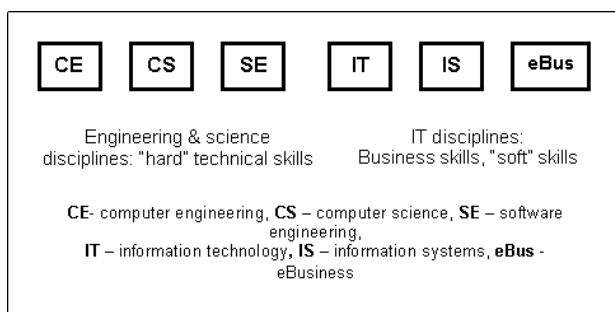 CE CS SE IT IS eBus
Engineering & science
disciplines: "hard" technical skills
IT disciplines:
Business skills, "soft" skills
CE- computer engineering, CS – computer science, SE – software
engineering,
IT – information technology, IS – information systems, eBus -
eBusiness